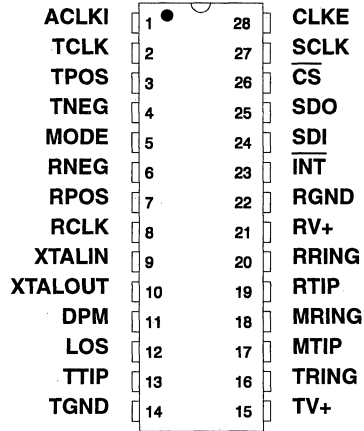 ACLKI 1 28 CLKE
TCLK 2 27 SCLK
TPOS 3 26 CS
TNEG 4 25 SDO
MODE 5 24 SDI
RNEG 6 23 INT
RPOS 7 22 RGND
RCLK 8 21 RV+
XTALIN 9 20 RRING
XTALOUT 10 19 RTIP
DPM 11 18 MRING
LOS 12 17 MTIP
TTIP 13 16 TRING
TGND 14 15 TV+